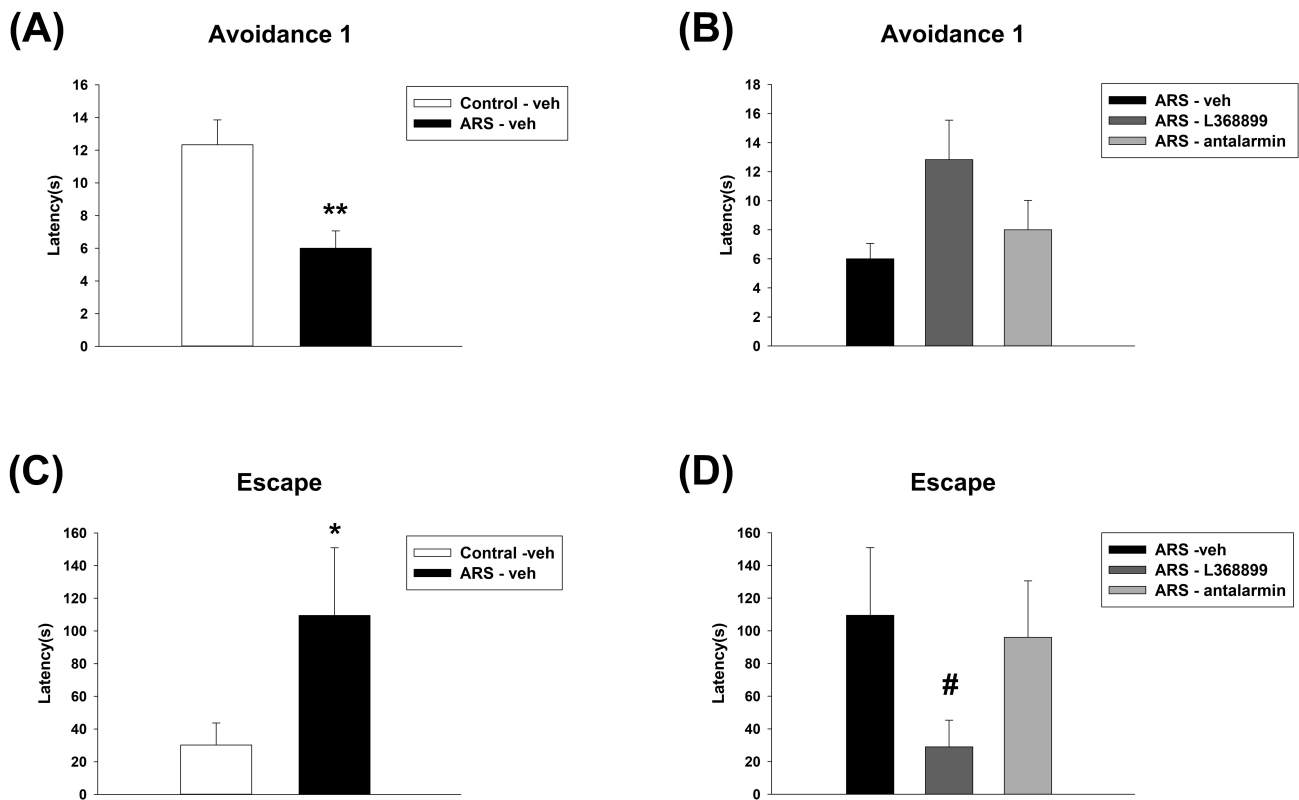 (A)
Avoidance 1
16
14
12
10
8
6
4
2
0
Latency(s)
**
Control - veh
ARS - veh
(B)
Avoidance 1
18
16
14
12
10
8
6
4
2
0
Latency(s)
ARS - veh
ARS - L368899
ARS - antalarmin
(C)
Escape
160
140
120
100
80
60
40
20
0
Latency(s)
*
Contral -veh
ARS - veh
(D)
Escape
160
140
120
100
80
60
40
20
0
Latency(s)
#
ARS -veh
ARS - L368899
ARS - antalarmin